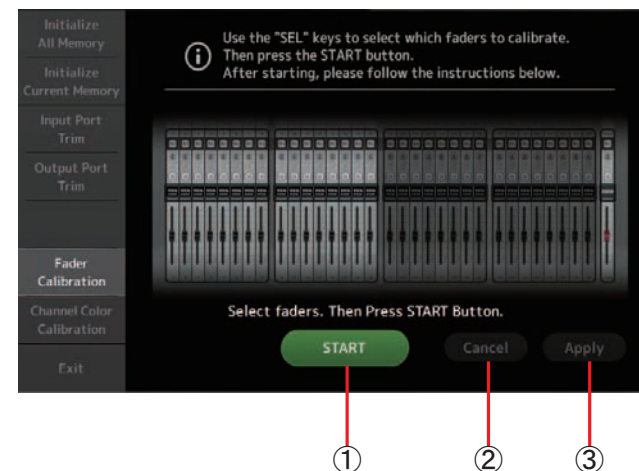 Initialize
All Memory
Initialize
Current Memory
Input Port
Trim
Output Port
Trim
Fader
Calibration
Channel Color
Calibration
Exit
Use the "SEL" keys to select which faders to calibrate.
Then press the START button.
After starting, please follow the instructions below.
Select faders. Then Press START Button.
START
Cancel
Apply
①
②
③